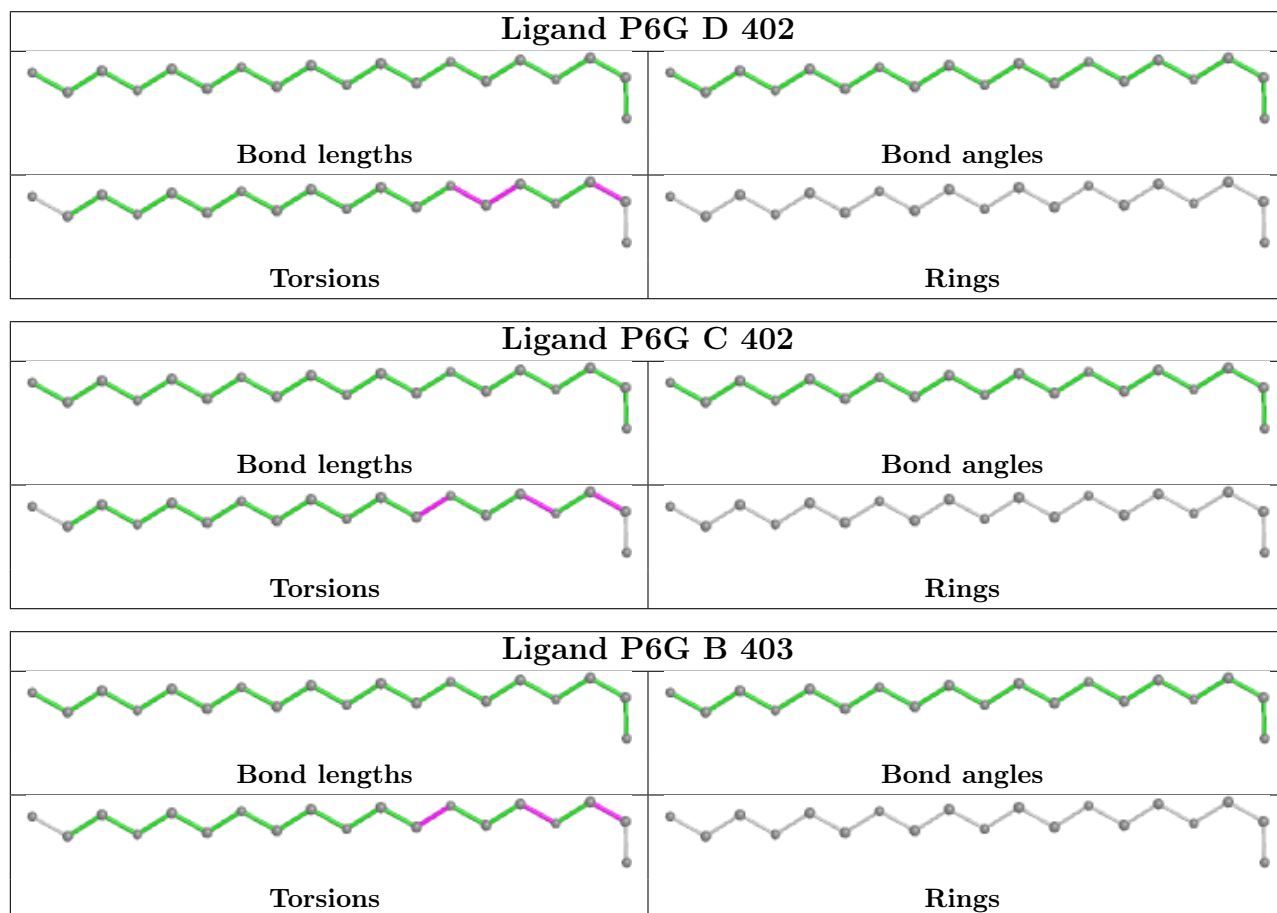 Ligand P6G D 402
Bond lengths
Bond angles
Torsions
Rings
Ligand P6G C 402
Bond lengths
Bond angles
Torsions
Rings
Ligand P6G B 403
Bond lengths
Bond angles
Torsions
Rings